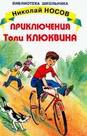 БИБЛИОТЕКА ШКОЛЬНИКА
Николай НОСОВ
ПРИКЛЮЧЕНИЯ
Толи КЛЮКВИНА